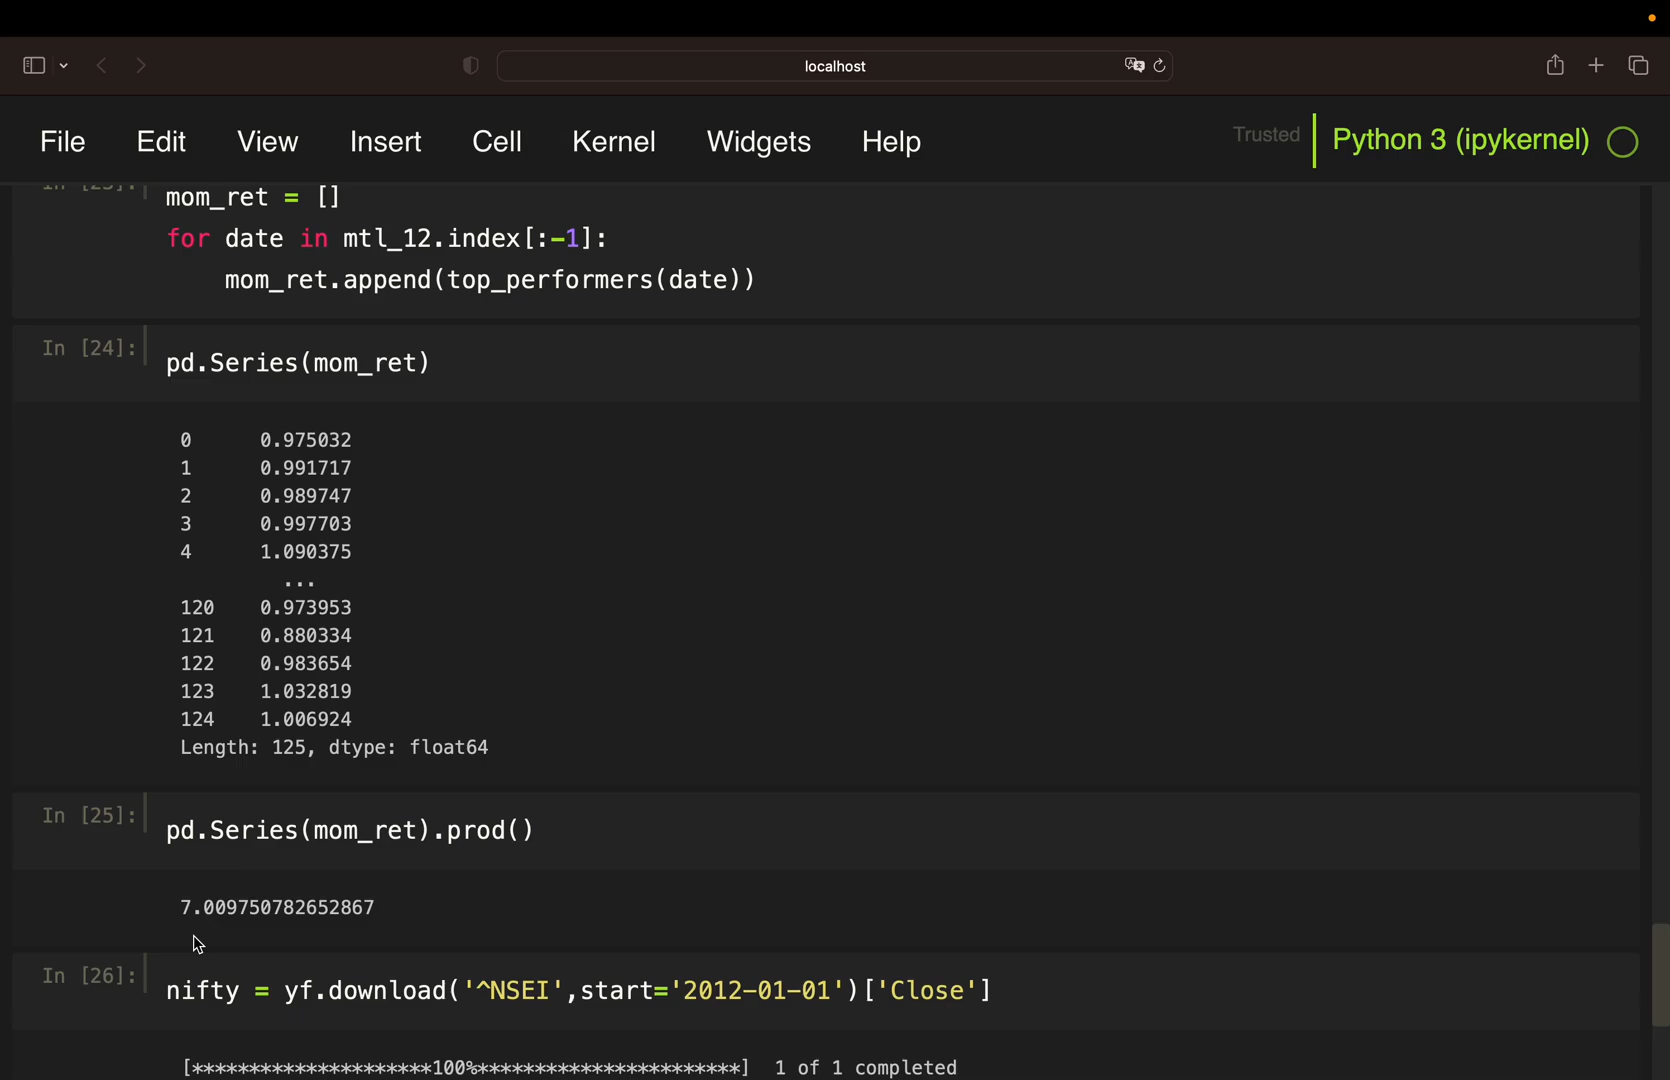 localhost
File Edit View Insert Cell Kernel Widgets Help Trusted Python 3 (ipykernel)
In [23]:
mom_ret = []
for date in mtl_12.index[:-1]:
    mom_ret.append(top_performers(date))
In [24]:
pd.Series(mom_ret)
0 0.975032
1 0.991717
2 0.989747
3 0.997703
4 1.090375
...
120 0.973953
121 0.880334
122 0.983654
123 1.032819
124 1.006924
Length: 125, dtype: float64
In [25]:
pd.Series(mom_ret).prod()
7.009750782652867
In [26]:
nifty = yf.download('^NSEI',start='2012-01-01')['Close']
[*********************100%***********************] 1 of 1 completed